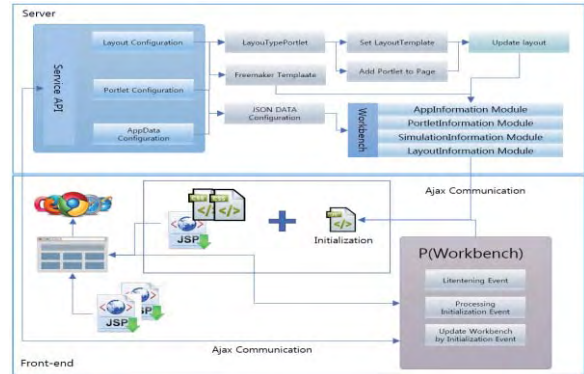 Server
Layout Configuration
LayouTypePortlet
Set LayoutTemplate
Update layout
Service API
Freemaker Templaate
Add Portlet to Page
Portlet Configuration
JSON DATA
Configuration
AppData
Configuration
Workbench
AppInformation Module
PortletInformation Module
SimulationInformation Module
LayoutInformation Module
Ajax Communication
JSP
Initialization
P(Workbench)
Litentening Event
Processing
Initialization Event
Update Workbench
by Initialization Event
JSP
Ajax Communication
Front-end